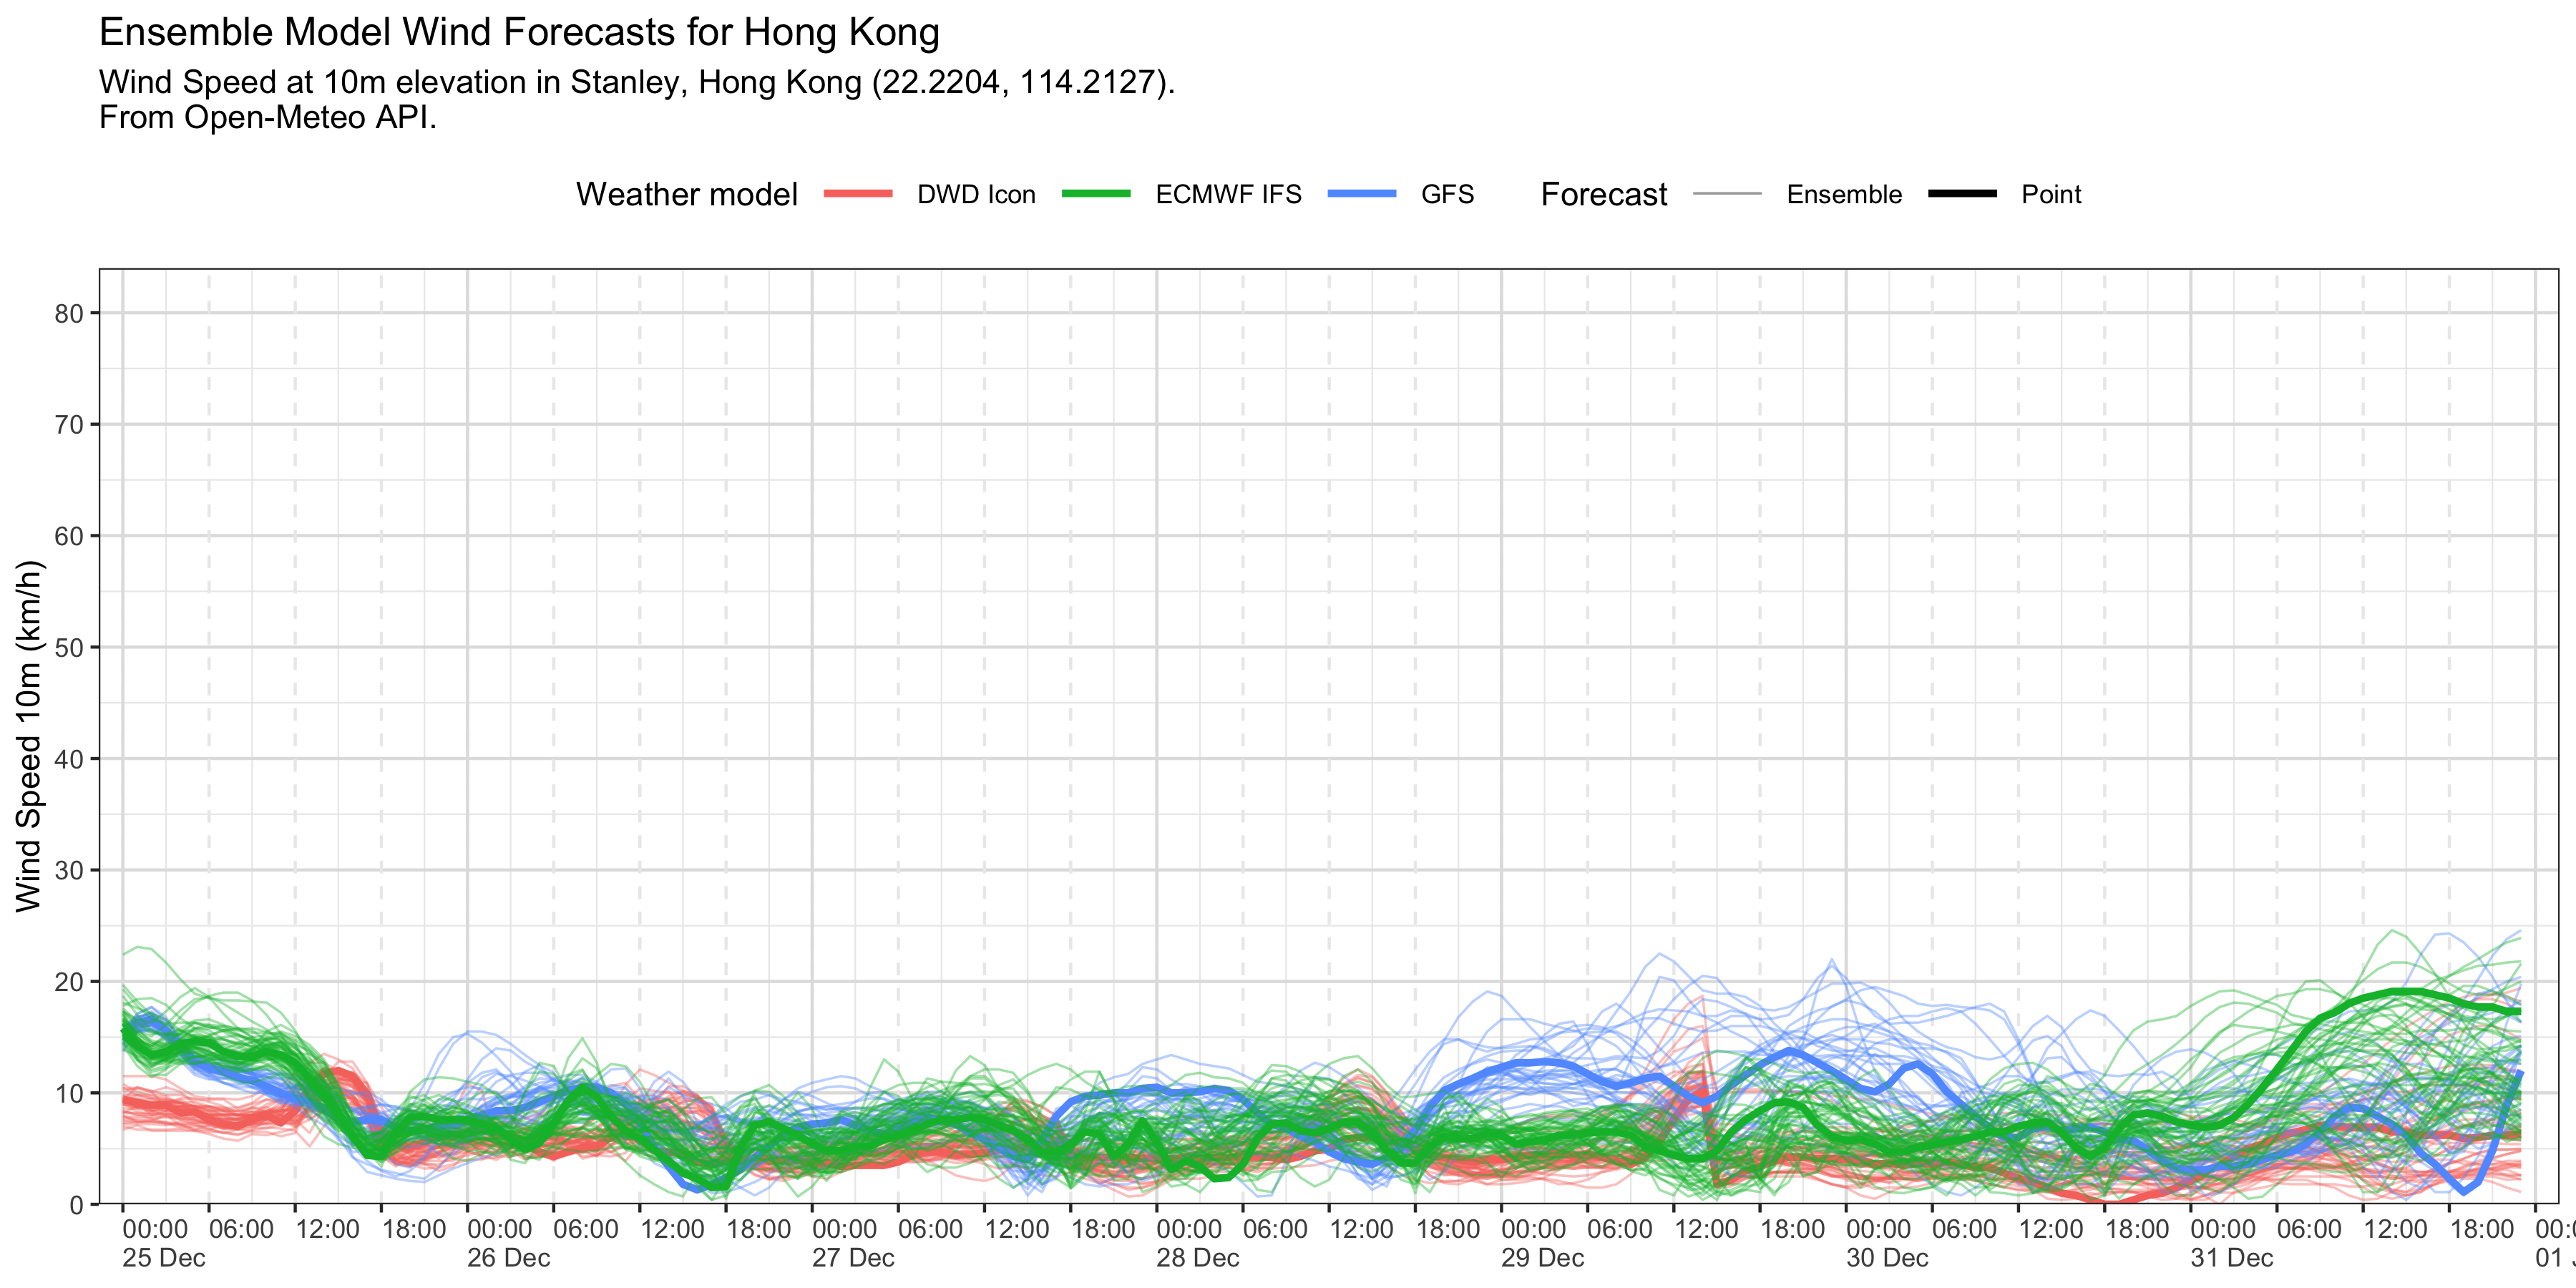 Ensemble Model Wind Forecasts for Hong Kong
Wind Speed at 10m elevation in Stanley, Hong Kong (22.2204, 114.2127).
From Open-Meteo API.
Weather model DWD Icon ECMWF IFS GFS Forecast Ensemble Point
Wind Speed 10m (km/h)
80
70
60
50
40
30
20
10
0
00:00 06:00 12:00 18:00 00:00 06:00 12:00 18:00 00:00 06:00 12:00 18:00 00:00 06:00 12:00 18:00 00:00 06:00 12:00 18:00 00:00 06:00 12:00 18:00 00:00 06:00 12:00 18:00
25 Dec 26 Dec 27 Dec 28 Dec 29 Dec 30 Dec 31 Dec 01